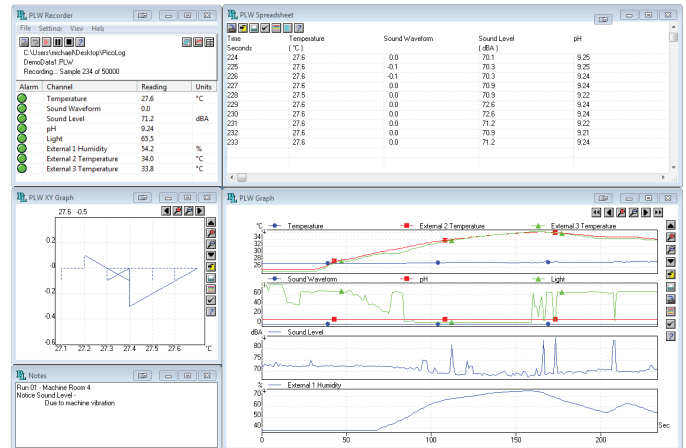 PLW Recorder
File Settings View Help
C:\Users\michael\Desktop\PicoLog
DemoData1.PLW
Recording... Sample 234 of 50000
Alarm Channel Reading Units
Temperature 27.6 °C
Sound Waveform 0.0
Sound Level 71.2 dBA
pH 9.24
Light 65.5
External 1 Humidity 54.2 %
External 2 Temperature 34.0 °C
External 3 Temperature 33.8 °C
PLW Spreadsheet
Time Temperature Sound Waveform Sound Level pH
Seconds (°C) (dBA)
224 27.6 0.0 70.1 9.25
225 27.6 -0.1 70.3 9.25
226 27.6 -0.1 70.3 9.24
227 27.6 0.0 70.9 9.24
228 27.5 0.0 70.9 9.22
229 27.6 0.0 72.6 9.24
230 27.6 0.0 72.6 9.24
231 27.6 0.0 71.2 9.22
232 27.6 0.0 70.9 9.21
233 27.6 0.0 71.2 9.24
PLW XY Graph
27.6 -0.5
0.2
-0
-0.2
-0.4
-0.6
27.1 27.2 27.3 27.4 27.5 27.6 °C
Notes
Run 01 - Machine Room 4
Notice Sound Level -
Due to machine vibration
PLW Graph
°C Temperature External 2 Temperature External 3 Temperature
34
32
30
28
26
Sound Waveform pH Light
60
40
20
0
dBA Sound Level
80
75
70
% External 1 Humidity
70
60
50
40
0 50 100 150 200 Sec